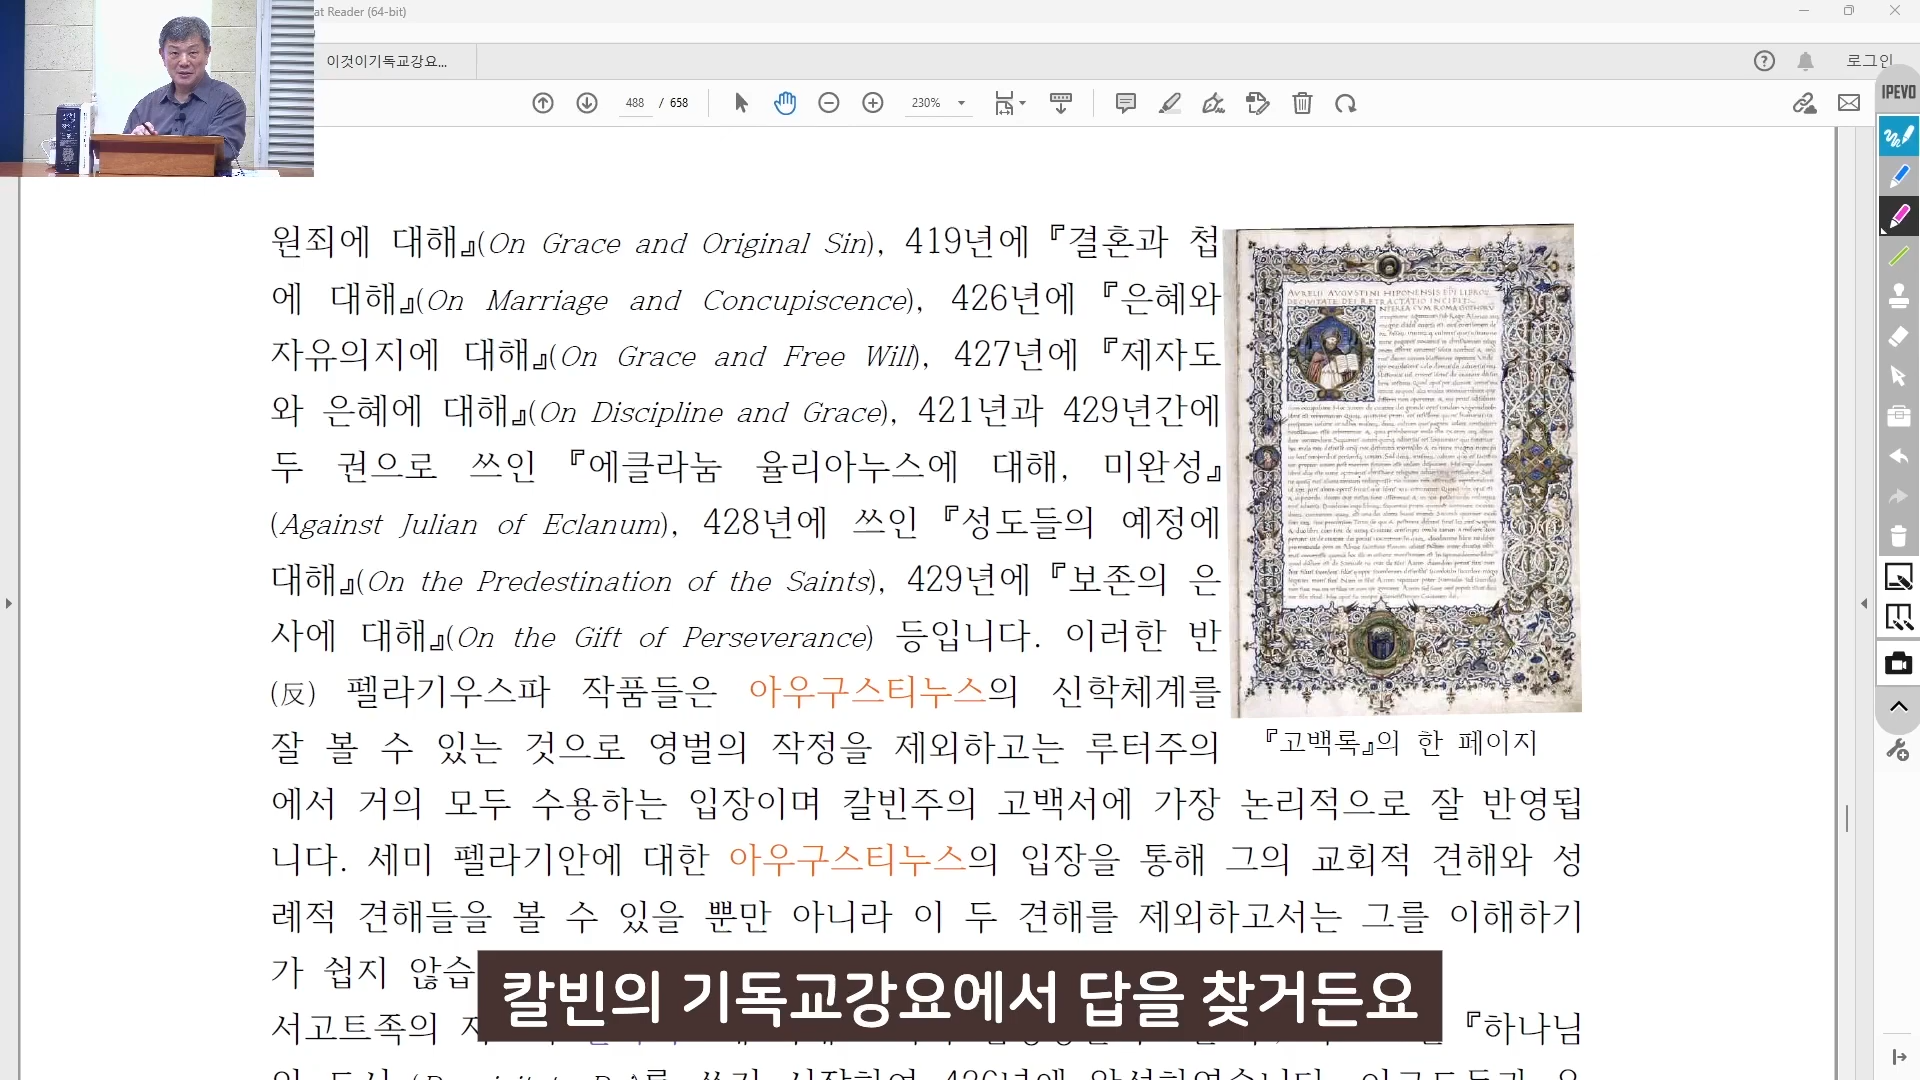 at Reader (64-bit)
이것이기독교강요...
로그인
488 / 658
230%
IPEVO
원죄에 대해』(On Grace and Original Sin), 419년에 『결혼과 첩
에 대해』(On Marriage and Concupiscence), 426년에 『은혜와
자유의지에 대해』(On Grace and Free Will), 427년에 『제자도
와 은혜에 대해』(On Discipline and Grace), 421년과 429년간에
두 권으로 쓰인 『에클라눔 율리아누스에 대해, 미완성』
(Against Julian of Eclanum), 428년에 쓰인 『성도들의 예정에
대해』(On the Predestination of the Saints), 429년에 『보존의 은
사에 대해』(On the Gift of Perseverance) 등입니다. 이러한 반
(反) 펠라기우스파 작품들은 아우구스티누스의 신학체계를
잘 볼 수 있는 것으로 영벌의 작정을 제외하고는 루터주의
『고백록』의 한 페이지
에서 거의 모두 수용하는 입장이며 칼빈주의 고백서에 가장 논리적으로 잘 반영됩
니다. 세미 펠라기안에 대한 아우구스티누스의 입장을 통해 그의 교회적 견해와 성
례적 견해들을 볼 수 있을 뿐만 아니라 이 두 견해를 제외하고서는 그를 이해하기
가 쉽지 않습
칼빈의 기독교강요에서 답을 찾거든요
서고트족의
『하나님